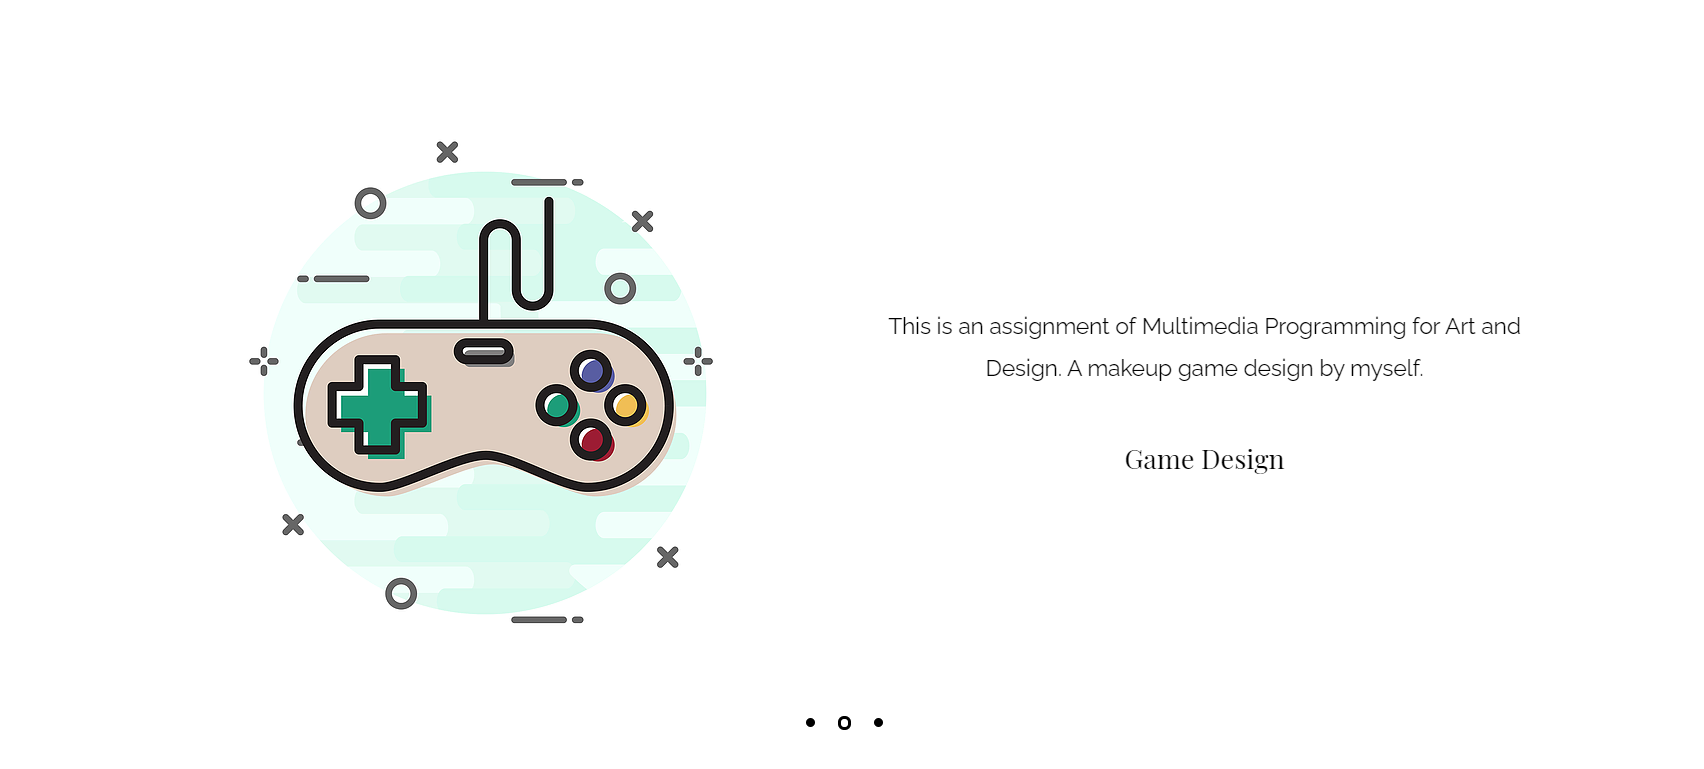 This is an assignment of Multimedia Programming for Art and
Design. A makeup game design by myself.
Game Design